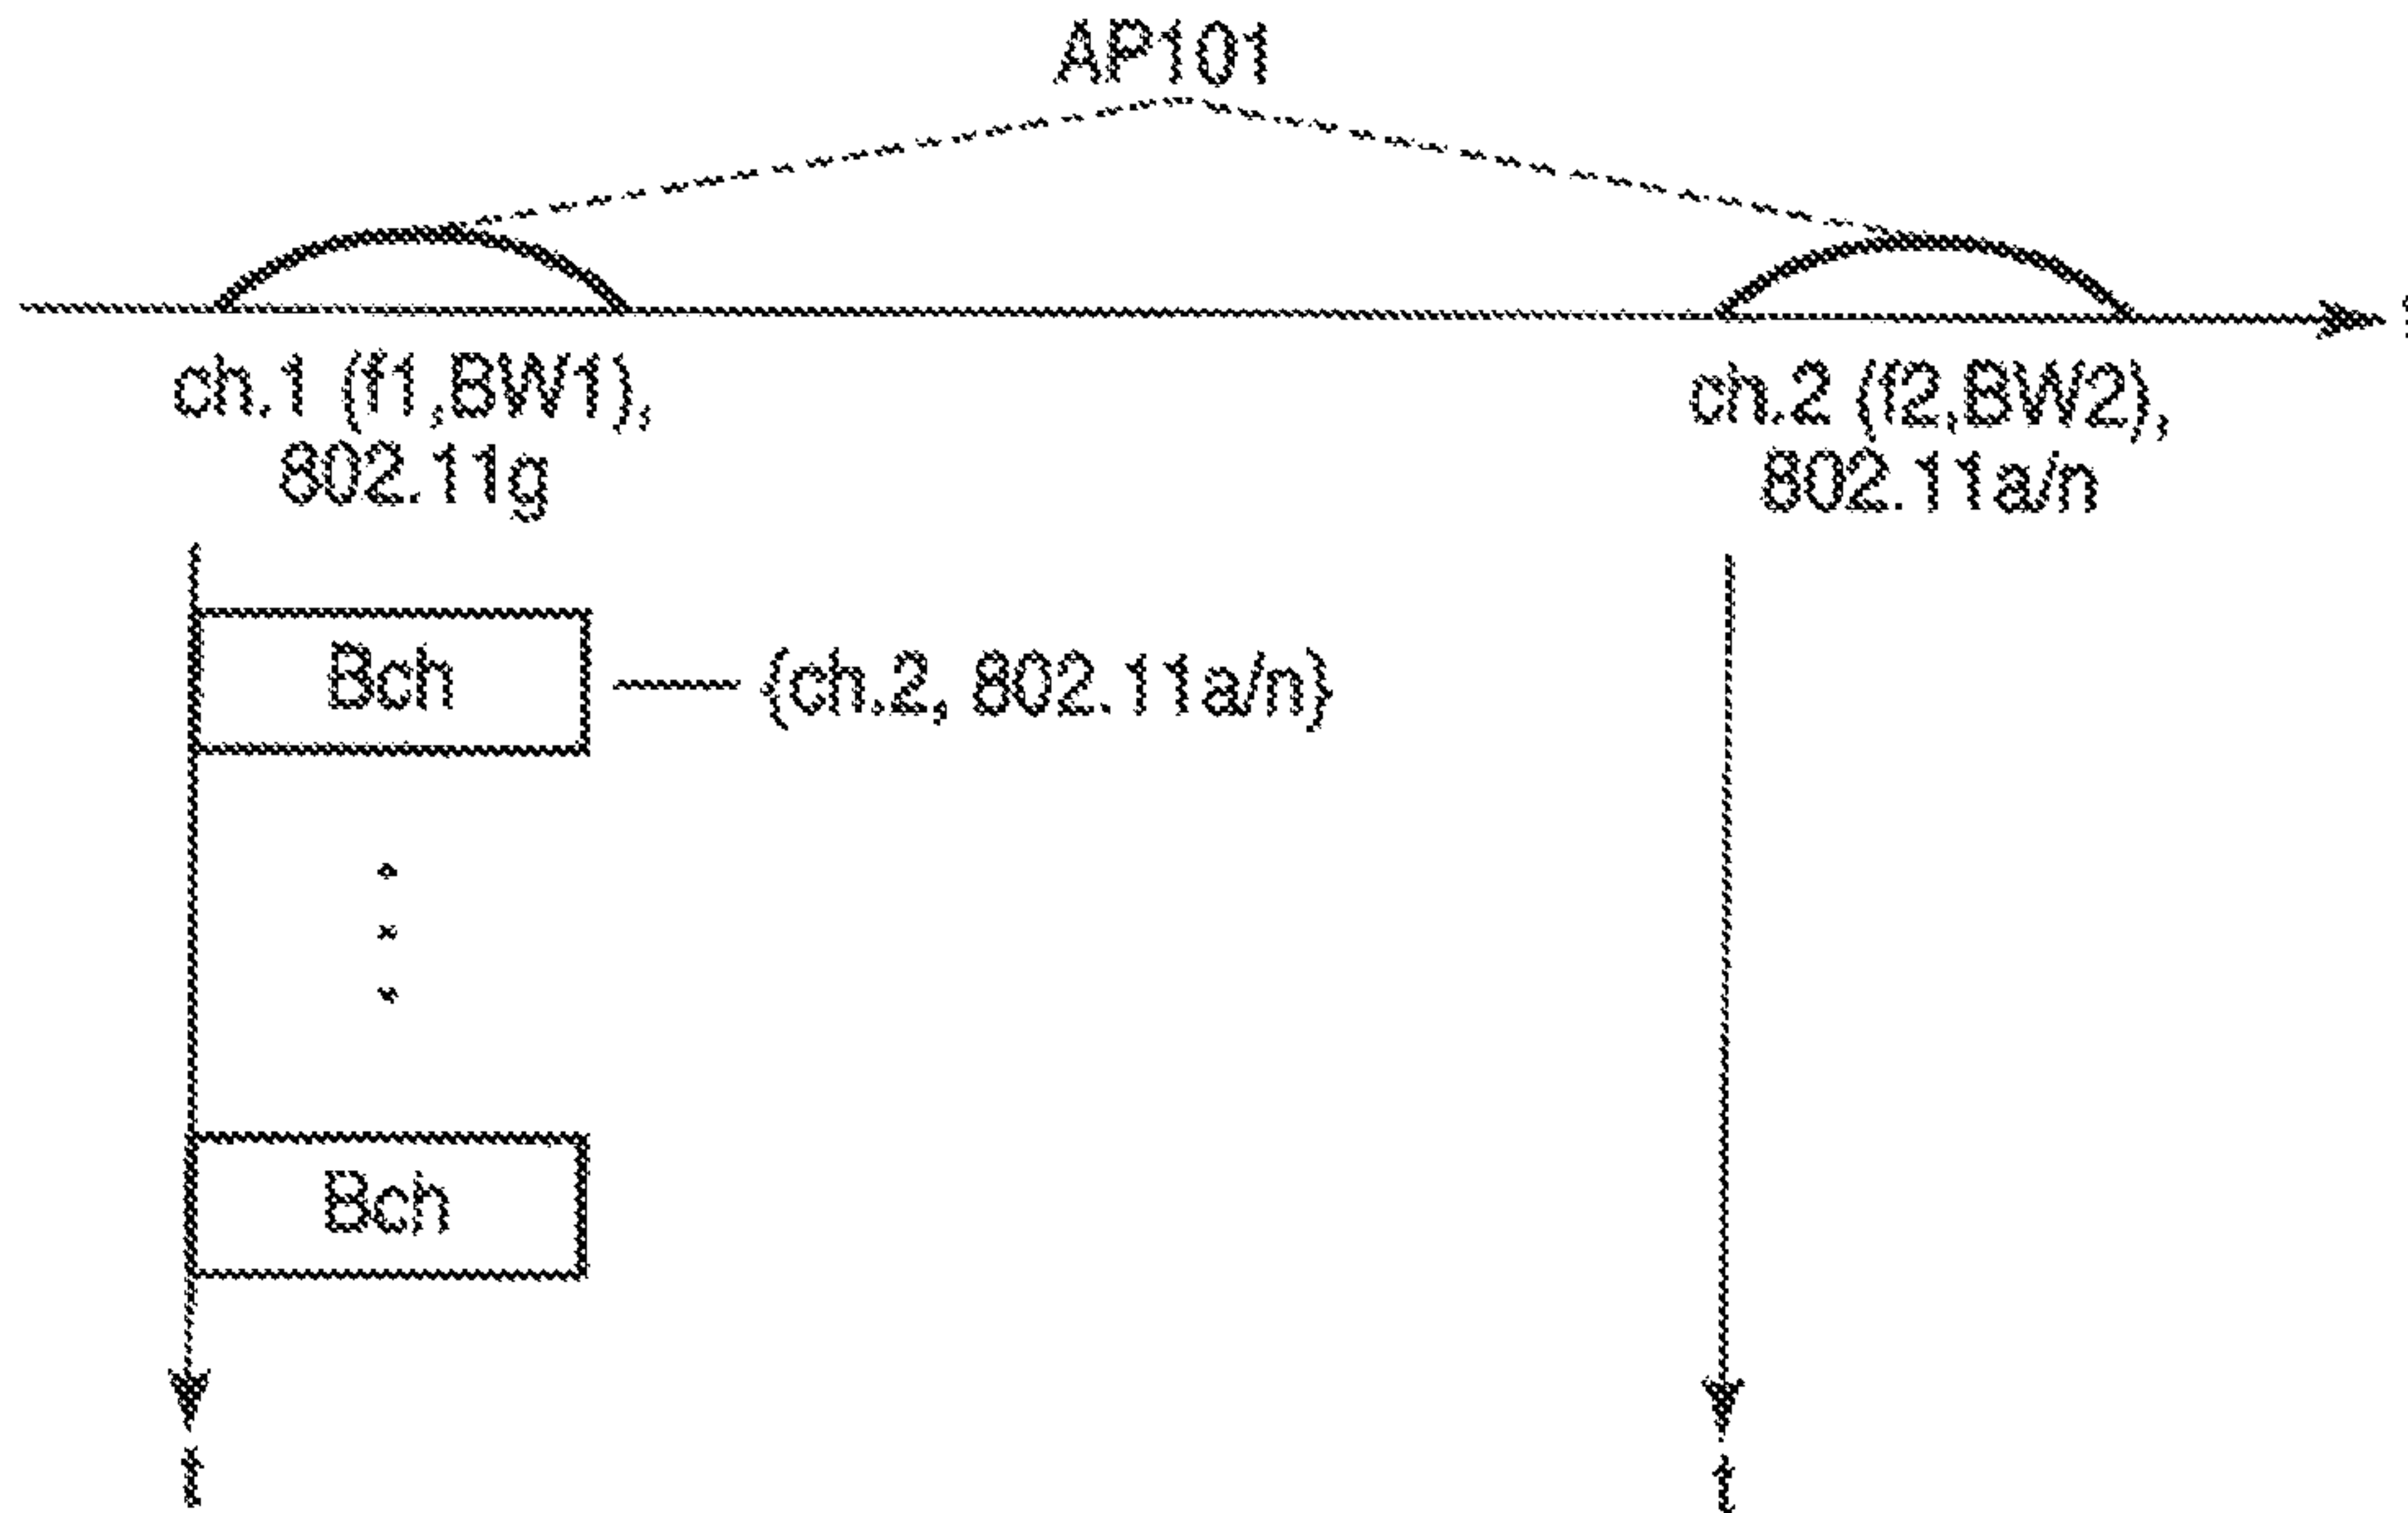 AP101
ch.1 (f1,BW1),
802.11g
ch.2 (f2,BW2),
802.11a/n
Bch
{ch.2, 802.11a/n}
Bch
t
t